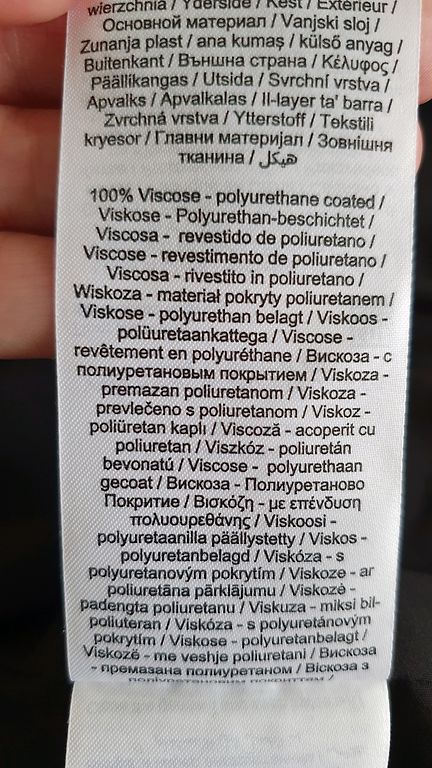 wierzchnia / Yderside / Kest / Extérieur /
Основной материал / Vanjski sloj /
Zunanja plast / ana kumaş / külső anyag /
Buitenkant / Външна страна / Κέλυφος /
Päällikangas / Utsida / Svrchní vrstva /
Apvalks / Apvalkalas / Il-layer ta' barra /
Zvrchná vrstva / Ytterstoff / Tekstili
kryesor / Главни материјал / Зовнішня
тканина / هيكل
100% Viscose - polyurethane coated /
Viskose - Polyurethan-beschichtet /
Viscosa - revestido de poliuretano /
Viscose - revestimento de poliuretano /
Viscosa - rivestito in poliuretano /
Wiskoza - materiał pokryty poliuretanem /
Viskose - polyurethan belagt / Viskoos -
polüuretaankattega / Viscose -
revêtement en polyuréthane / Вискоза - с
полиуретановым покрытием / Viskoza -
premazan poliuretanom / Viskoza -
prevlečeno s poliuretanom / Viskoz -
poliüretan kaplı / Viscoză - acoperit cu
poliuretan / Viszkóz - poliuretán
bevonatú / Viscose - polyurethaan
gecoat / Вискоза - Полиуретаново
Покритие / Βισκόζη - με επένδυση
πολυουρεθάνης / Viskoosi -
polyuretaanilla päällystetty / Viskos -
polyuretanbelagd / Viskóza - s
polyuretanovým pokrytím / Viskoze - ar
poliuretāna pārklājumu / Viskozė -
padengta poliuretanu / Viskuza - miksi bil-
poliuteran / Viskóza - s polyuretánovým
pokrytím / Viskose - polyuretanbelagt /
Viskozë - me veshje poliuretani / Вискоза
- премазана полиуретаном / Віскоза з
поліуретановим покриттям /